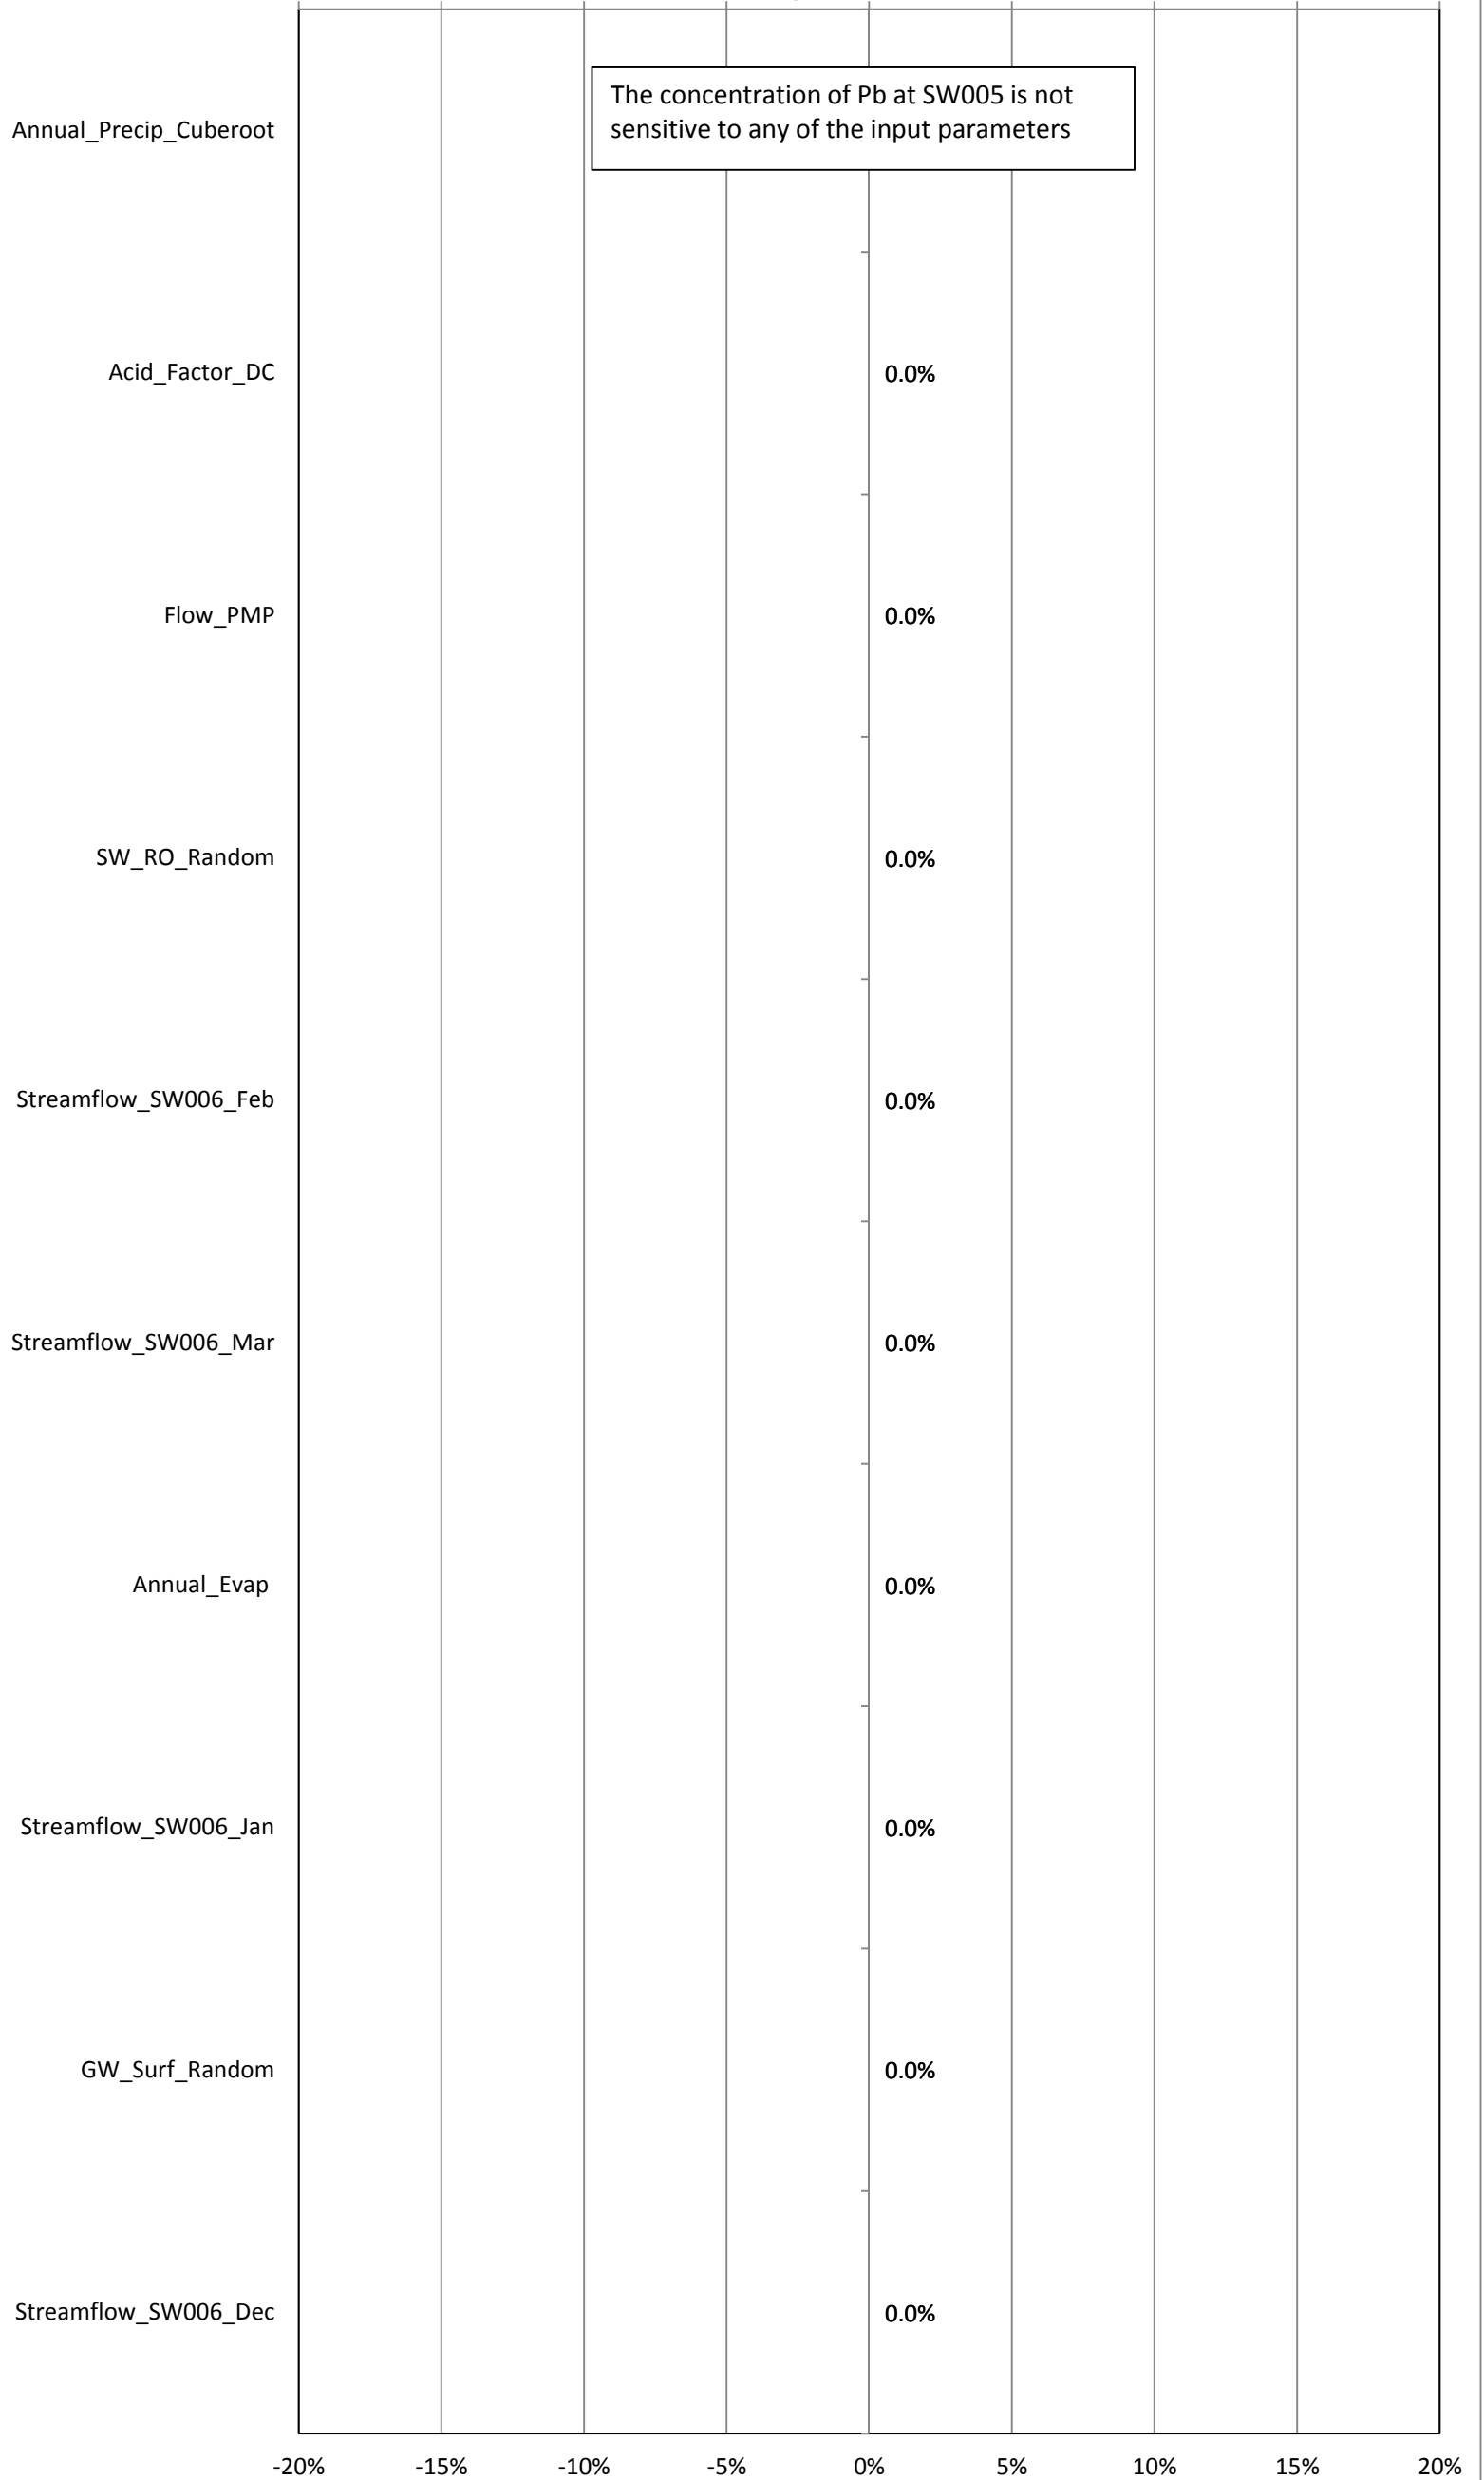 The concentration of Pb at SW005 is not
sensitive to any of the input parameters
Annual_Precip_Cuberoot
Acid_Factor_DC 0.0%
Flow_PMP 0.0%
SW_RO_Random 0.0%
Streamflow_SW006_Feb 0.0%
Streamflow_SW006_Mar 0.0%
Annual_Evap 0.0%
Streamflow_SW006_Jan 0.0%
GW_Surf_Random 0.0%
Streamflow_SW006_Dec 0.0%
-20% -15% -10% -5% 0% 5% 10% 15% 20%